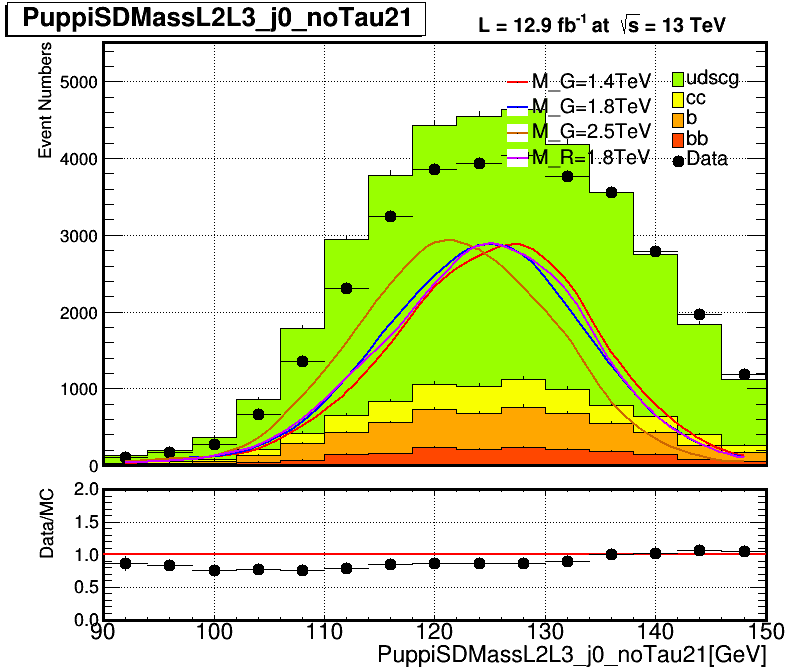 PuppiSDMassL2L3_j0_noTau21
L = 12.9 fb-1 at √s = 13 TeV
Event Numbers
5000
4000
3000
2000
1000
0
M_G=1.4TeV
M_G=1.8TeV
M_G=2.5TeV
M_R=1.8TeV
udscg
cc
b
bb
Data
Data/MC
2.0
1.5
1.0
0.5
0.0
90 100 110 120 130 140 150
PuppiSDMassL2L3_j0_noTau21[GeV]